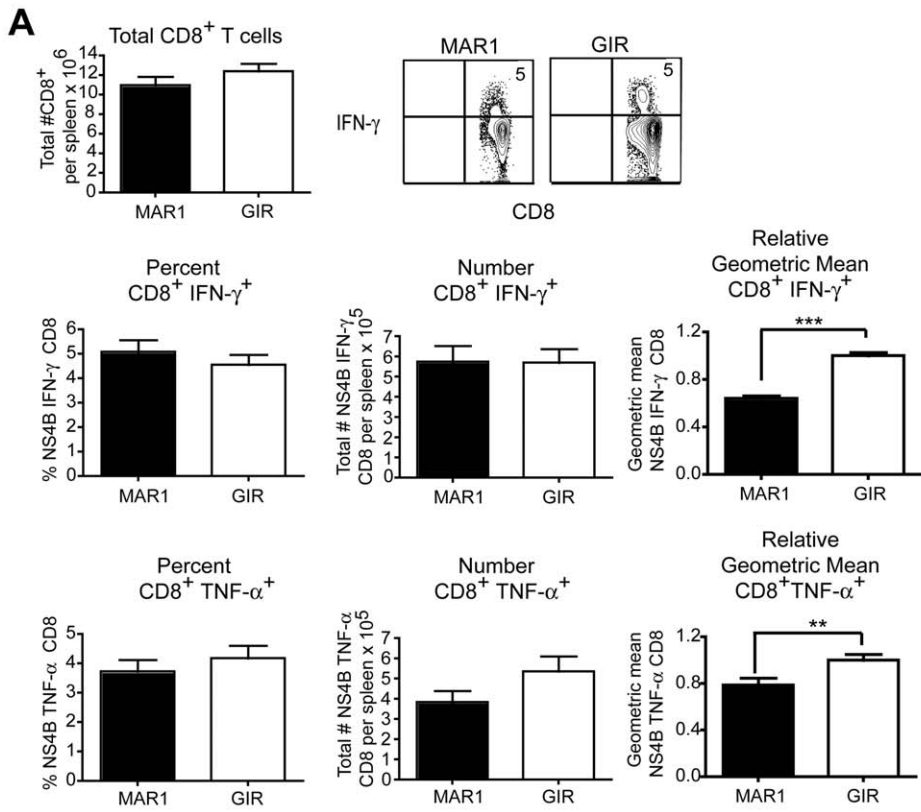 A
Total CD8⁺ T cells
Total #CD8⁺
per spleen x 10⁶
14
12
10
8
6
4
2
0
MAR1
GIR
MAR1
GIR
5
5
IFN-γ
CD8
Percent
CD8⁺ IFN-γ⁺
% NS4B IFN-γ CD8
6
5
4
3
2
1
0
MAR1
GIR
Number
CD8⁺ IFN-γ⁺
Total # NS4B IFN-γ
CD8 per spleen x 10⁵
7
6
5
4
3
2
1
0
MAR1
GIR
Relative
Geometric Mean
CD8⁺ IFN-γ⁺
Geometric mean
NS4B IFN-γ CD8
1.2
0.8
0.4
0.0
***
MAR1
GIR
Percent
CD8⁺ TNF-α⁺
% NS4B TNF-α CD8
5
4
3
2
1
0
MAR1
GIR
Number
CD8⁺ TNF-α⁺
Total # NS4B TNF-α
CD8 per spleen x 10⁵
7
6
5
4
3
2
1
0
MAR1
GIR
Relative
Geometric Mean
CD8⁺TNF-α⁺
Geometric mean
NS4B TNF-α CD8
1.2
0.8
0.4
0.0
**
MAR1
GIR